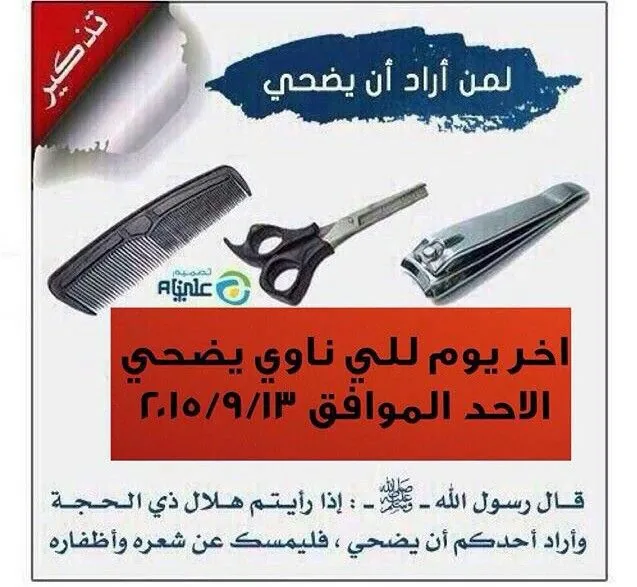 تذكير
لمن أراد أن يضحي
تصميم
علياء
اخر يوم للي ناوي يضحي
الاحد الموافق ٢٠١٥/٩/١٣
قال رسول الله - ﷺ - : إذا رأيتم هلال ذي الحجة
وأراد أحدكم أن يضحي ، فليمسك عن شعره وأظفاره